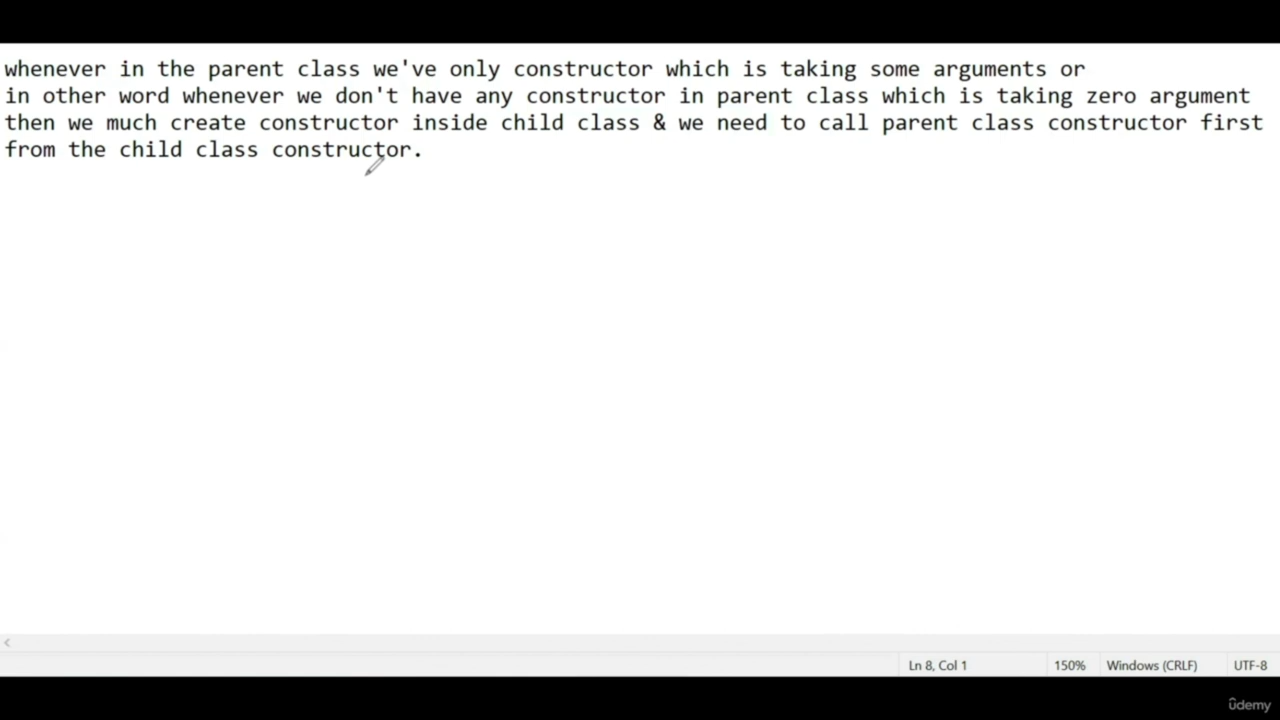 whenever in the parent class we've only constructor which is taking some arguments or
in other word whenever we don't have any constructor in parent class which is taking zero argument
then we much create constructor inside child class & we need to call parent class constructor first
from the child class constructor.
Ln 8, Col 1
150%
Windows (CRLF)
UTF-8
ûdemy